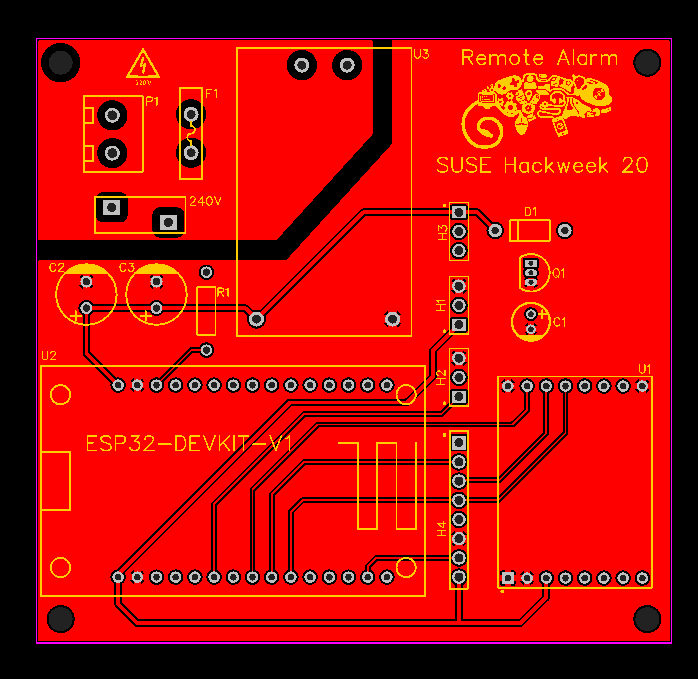 Remote Alarm
SUSE Hackweek 20
220V
P1
F1
U3
240V
C2
C3
R1
H3
D1
Q1
H1
C1
U2
H2
U1
ESP32-DEVKIT-V1
H4